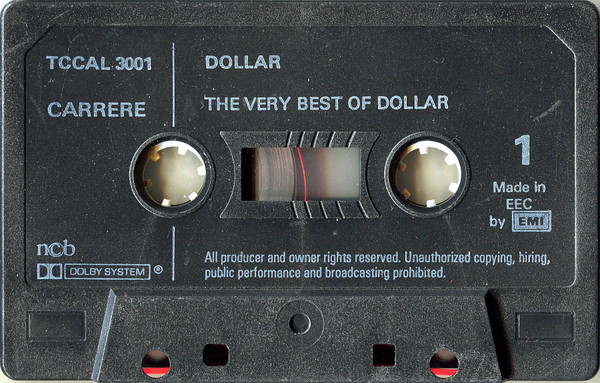 TCCAL 3001
DOLLAR
CARRERE
THE VERY BEST OF DOLLAR
1
Made in
EEC
by EMI
ncb
DOLBY SYSTEM ®
All producer and owner rights reserved. Unauthorized copying, hiring,
public performance and broadcasting prohibited.